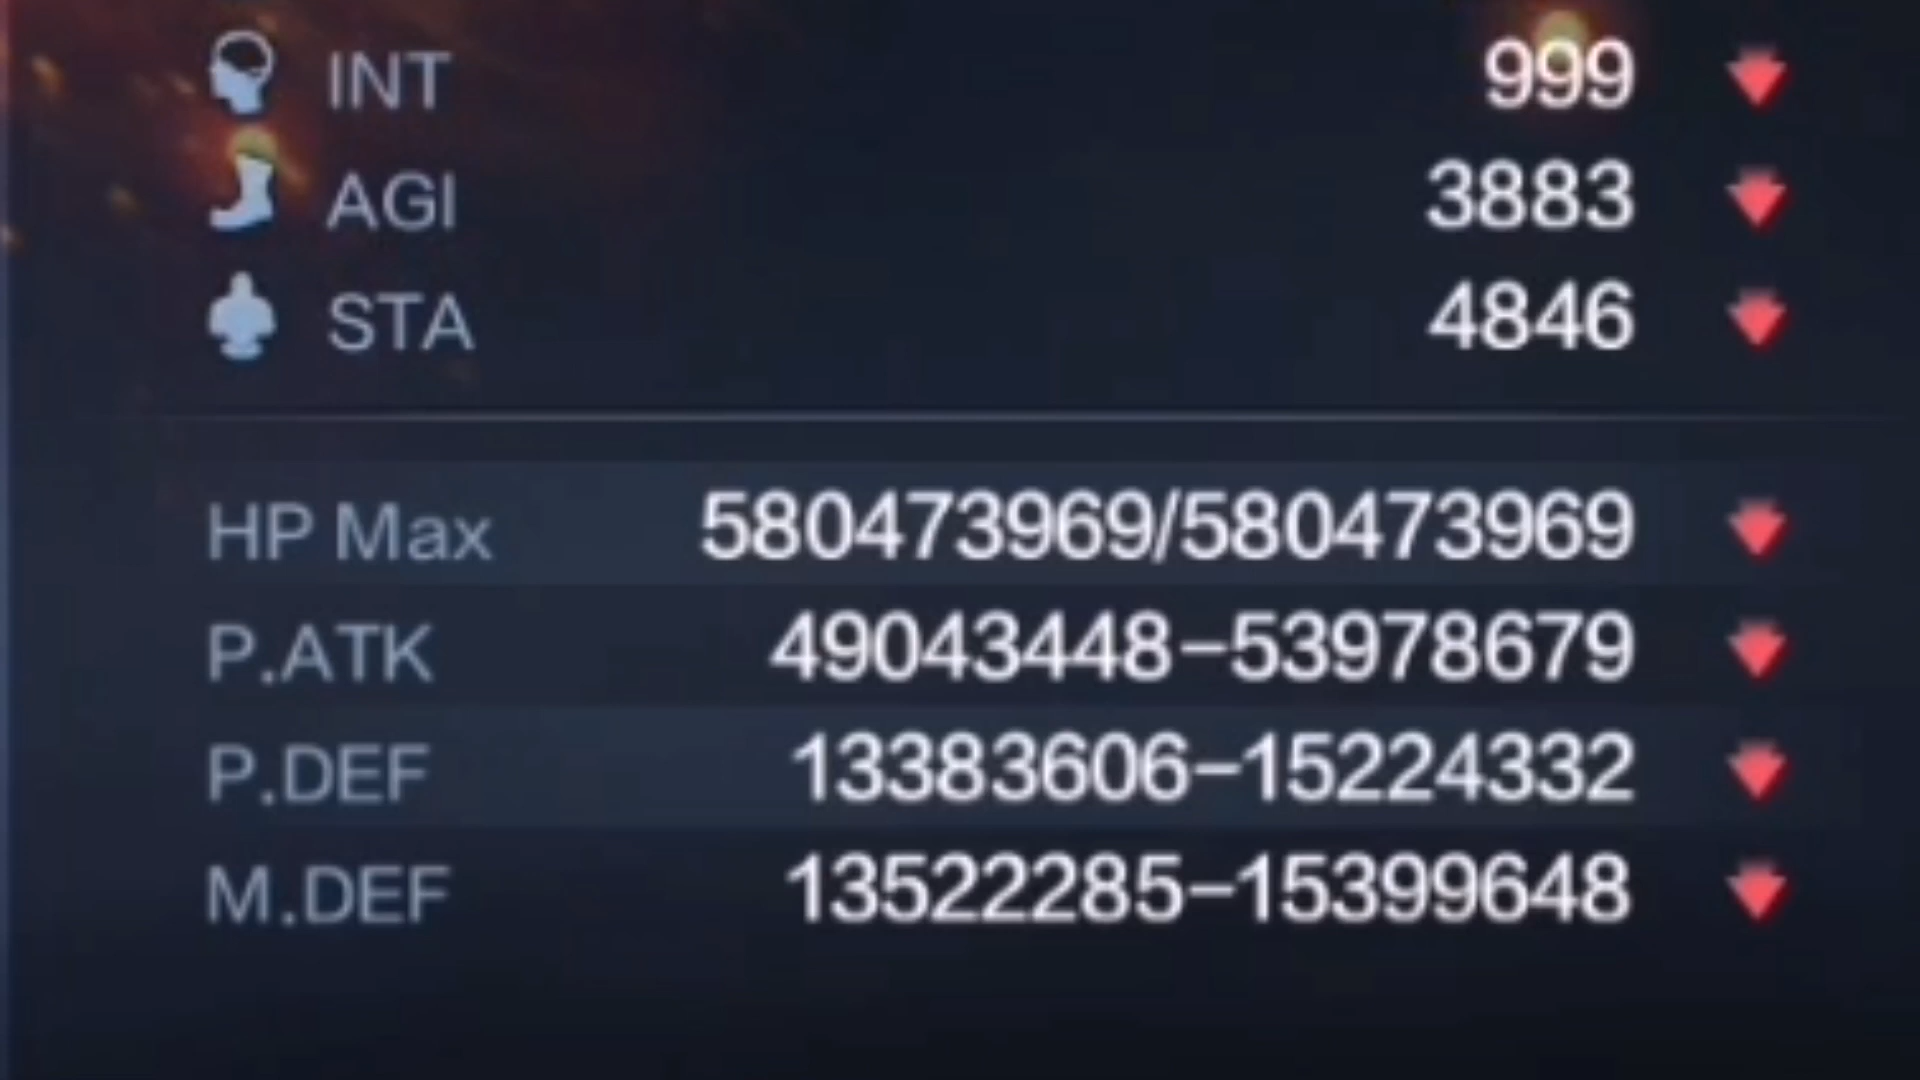 INT 999
AGI 3883
STA 4846
HP Max 580473969/580473969
P.ATK 49043448-53978679
P.DEF 13383606-15224332
M.DEF 13522285-15399648